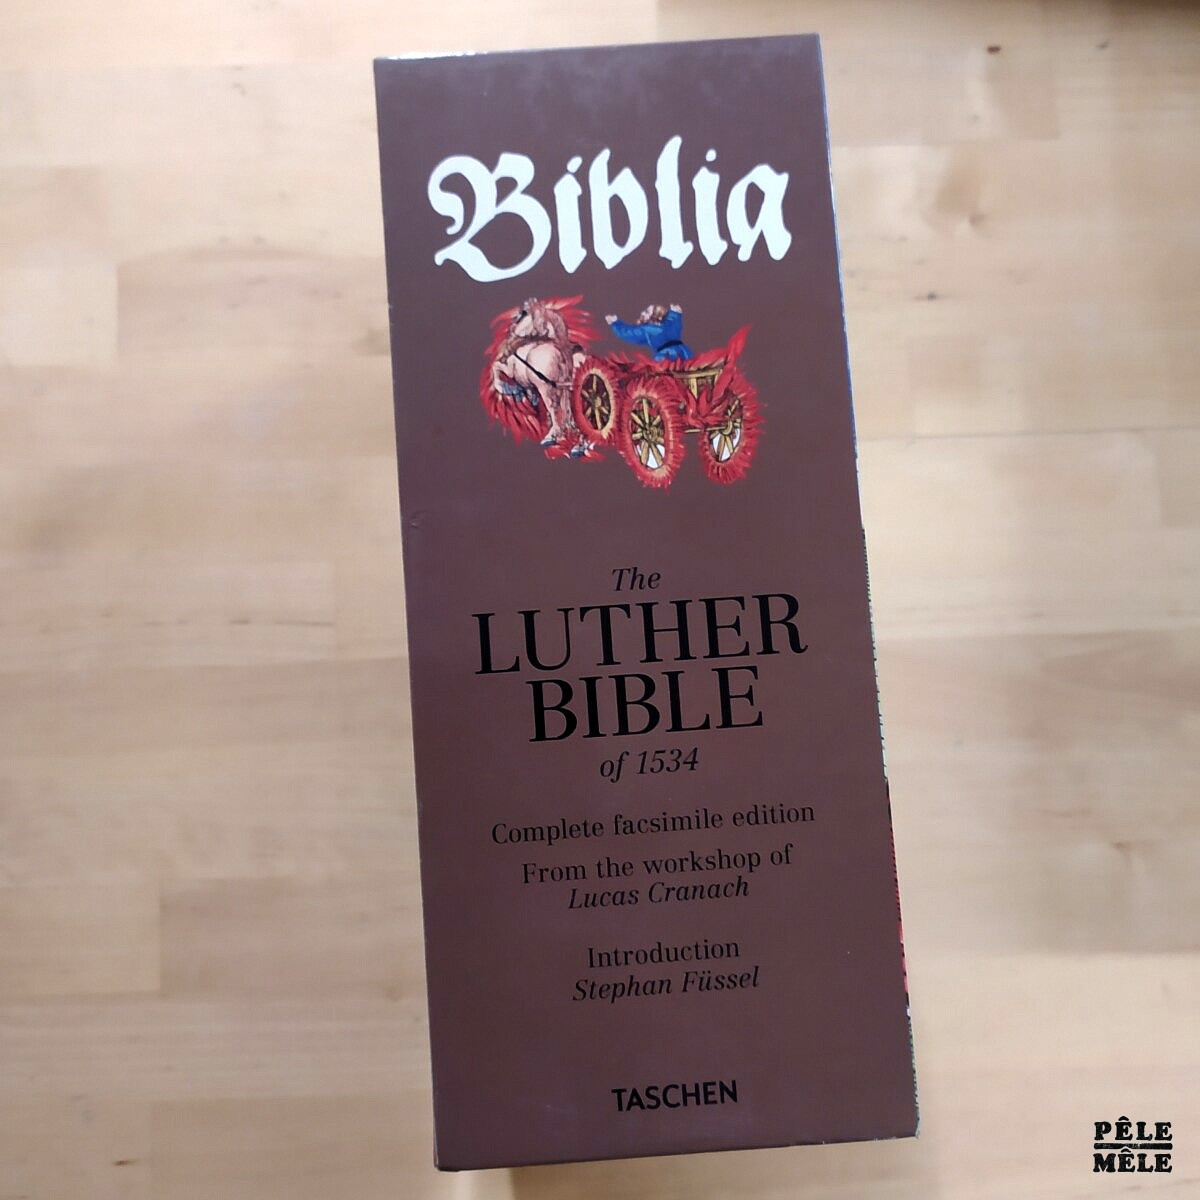 Biblia
The
LUTHER
BIBLE
of 1534
Complete facsimile edition
From the workshop of
Lucas Cranach
Introduction
Stephan Füssel
TASCHEN
PÊLE
MÊLE